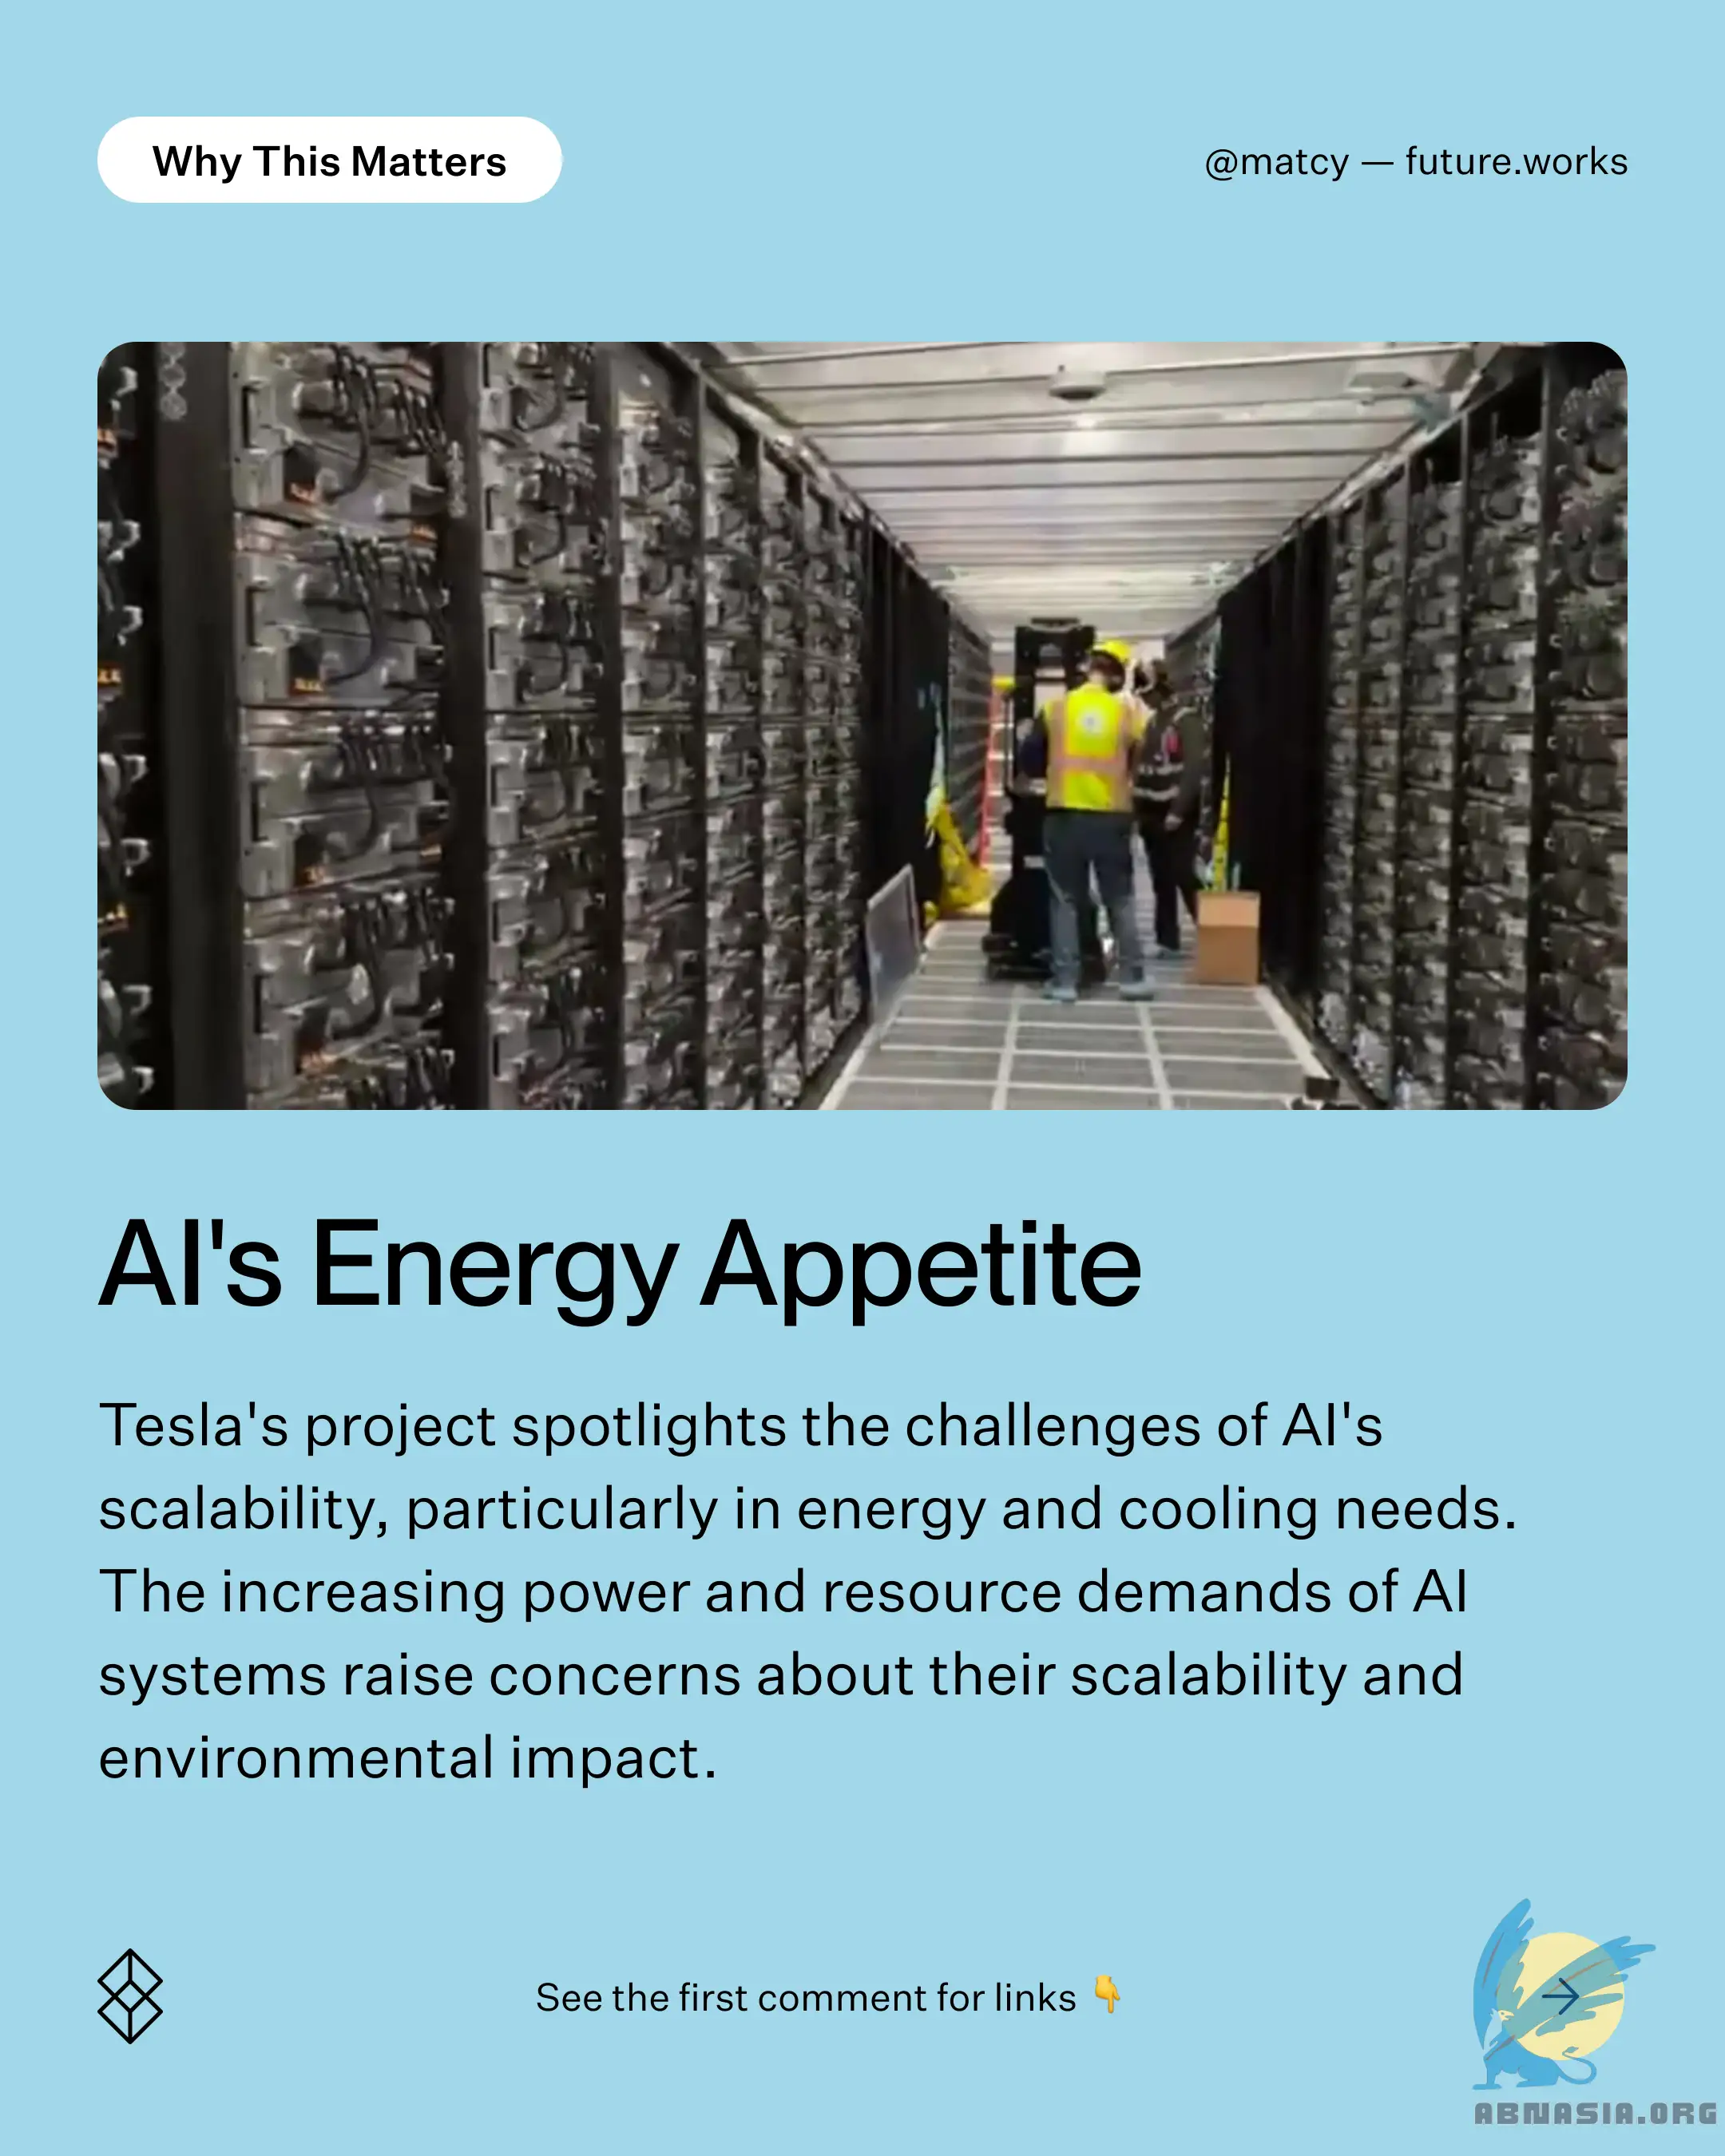 Why This Matters
@matcy — future.works
AI's Energy Appetite
Tesla's project spotlights the challenges of AI's
scalability, particularly in energy and cooling needs.
The increasing power and resource demands of AI
systems raise concerns about their scalability and
environmental impact.
See the first comment for links 👇
ABNASIA.ORG